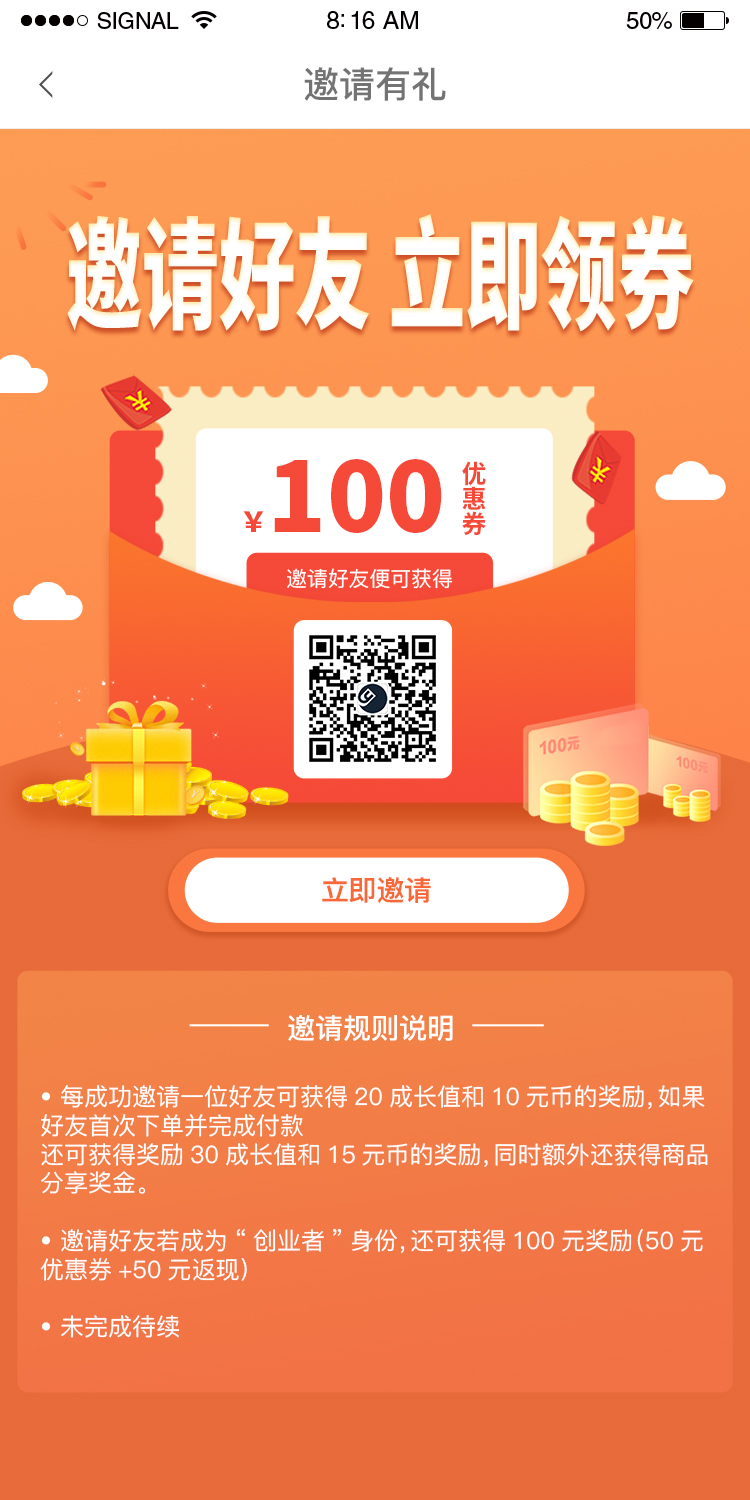 SIGNAL 8:16 AM 50%
邀请有礼
邀请好友 立即领券
¥100优惠券
邀请好友便可获得
100元
100元
立即邀请
邀请规则说明
• 每成功邀请一位好友可获得 20 成长值和 10 元币的奖励,如果
好友首次下单并完成付款
还可获得奖励 30 成长值和 15 元币的奖励,同时额外还获得商品
分享奖金。
• 邀请好友若成为“创业者”身份,还可获得 100 元奖励(50 元
优惠券 +50 元返现)
• 未完成待续